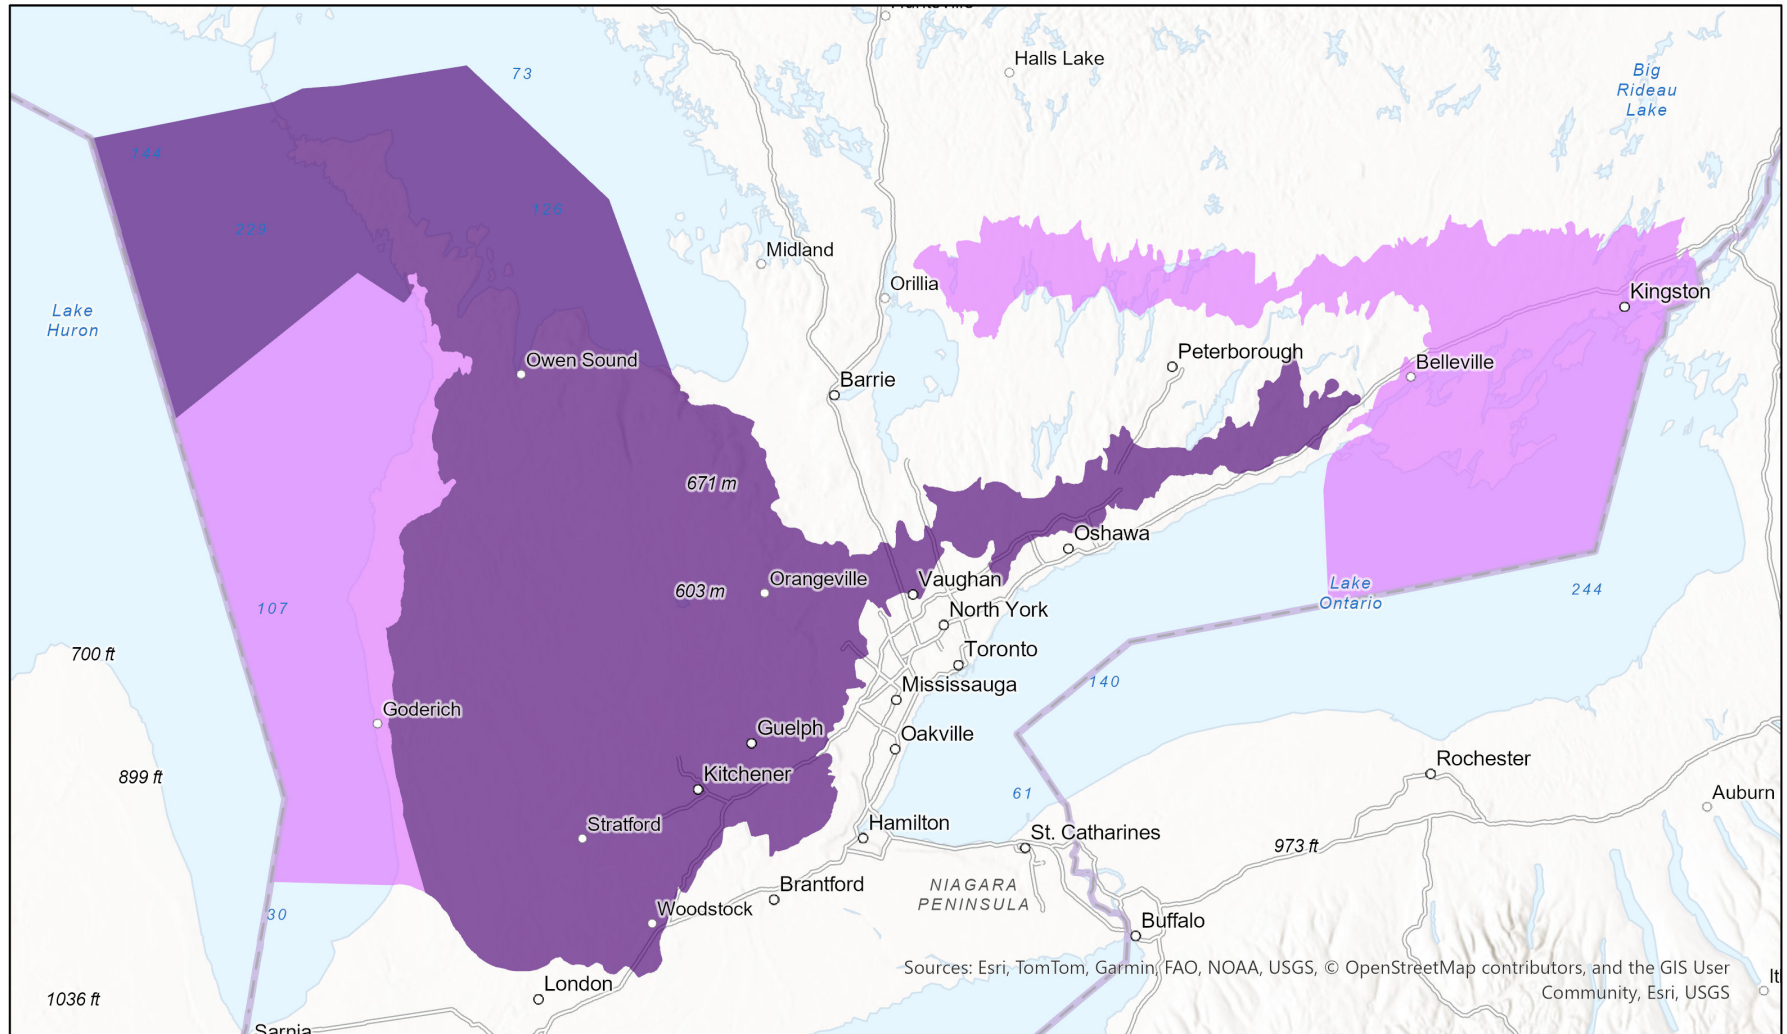 Huntsville
73
Halls Lake
Big
Rideau
Lake
144
126
229
Midland
Orillia
Kingston
Lake
Huron
Owen Sound
Peterborough
Belleville
Barrie
671 m
Oshawa
Orangeville
Vaughan
603 m
Lake
Ontario
244
107
North York
Toronto
700 ft
140
Mississauga
Goderich
Guelph
Oakville
Rochester
899 ft
Kitchener
61
Auburn
Stratford
Hamilton
St. Catharines
973 ft
Brantford
NIAGARA
PENINSULA
30
Woodstock
Buffalo
Sources: Esri, TomTom, Garmin, FAO, NOAA, USGS, © OpenStreetMap contributors, and the GIS User
Community, Esri, USGS
It
London
1036 ft
Sarnia